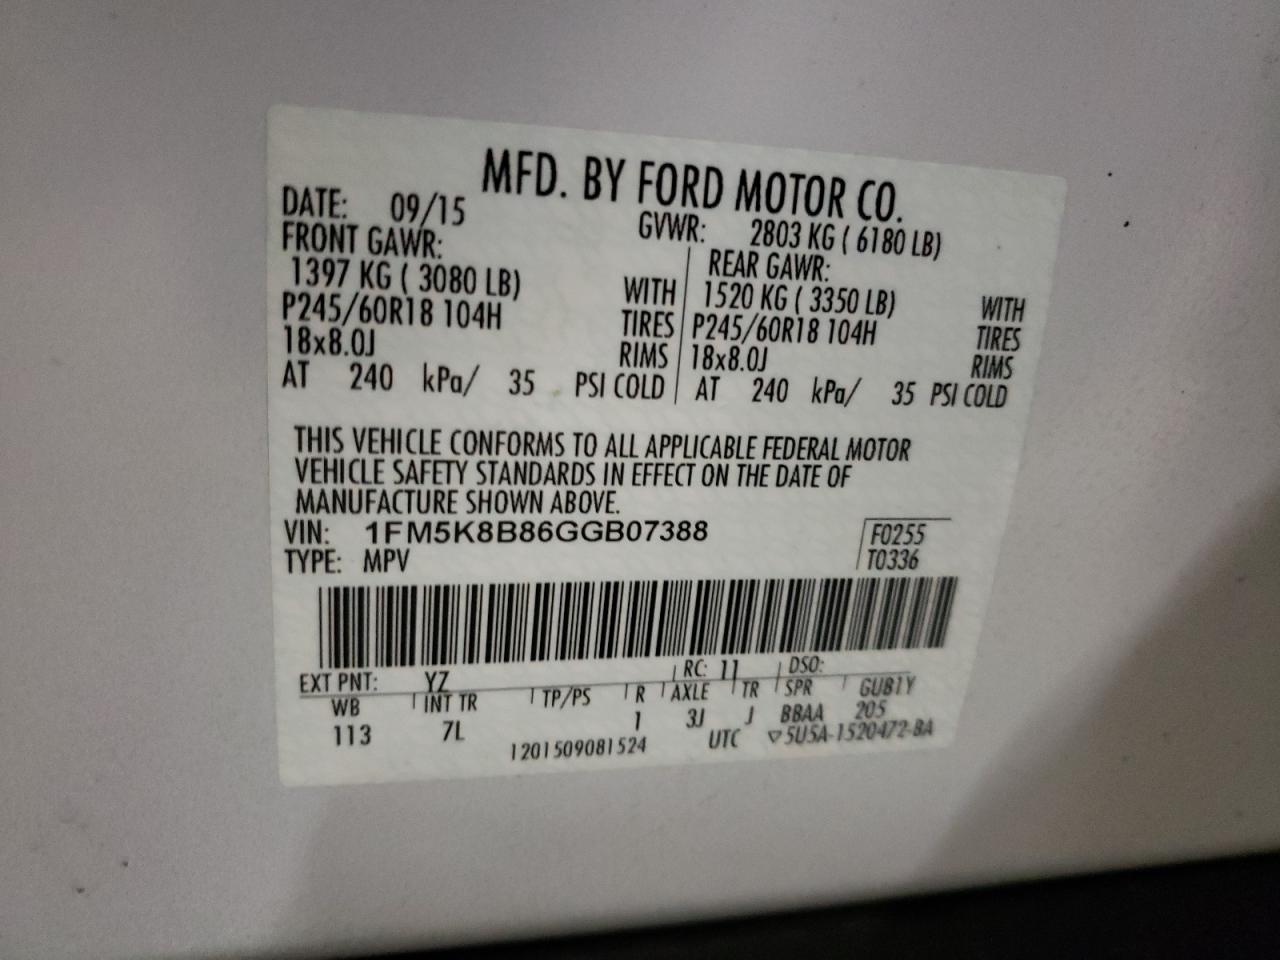 MFD. BY FORD MOTOR CO.
DATE: 09/15 GVWR: 2803 KG ( 6180 LB)
FRONT GAWR: REAR GAWR:
1397 KG ( 3080 LB) WITH 1520 KG ( 3350 LB) WITH
P245/60R18 104H TIRES P245/60R18 104H TIRES
18x8.0J RIMS 18x8.0J RIMS
AT 240 kPa/ 35 PSI COLD AT 240 kPa/ 35 PSI COLD
THIS VEHICLE CONFORMS TO ALL APPLICABLE FEDERAL MOTOR
VEHICLE SAFETY STANDARDS IN EFFECT ON THE DATE OF
MANUFACTURE SHOWN ABOVE.
VIN: 1FM5K8B86GGB07388 F0255
TYPE: MPV T0336
EXT PNT: YZ RC: 11 DSO:
WB INT TR TP/PS R AXLE TR SPR GUB1Y
113 7L 1 3J J BBAA 205
1201509081524 UTC ▽5U5A-1520472-BA